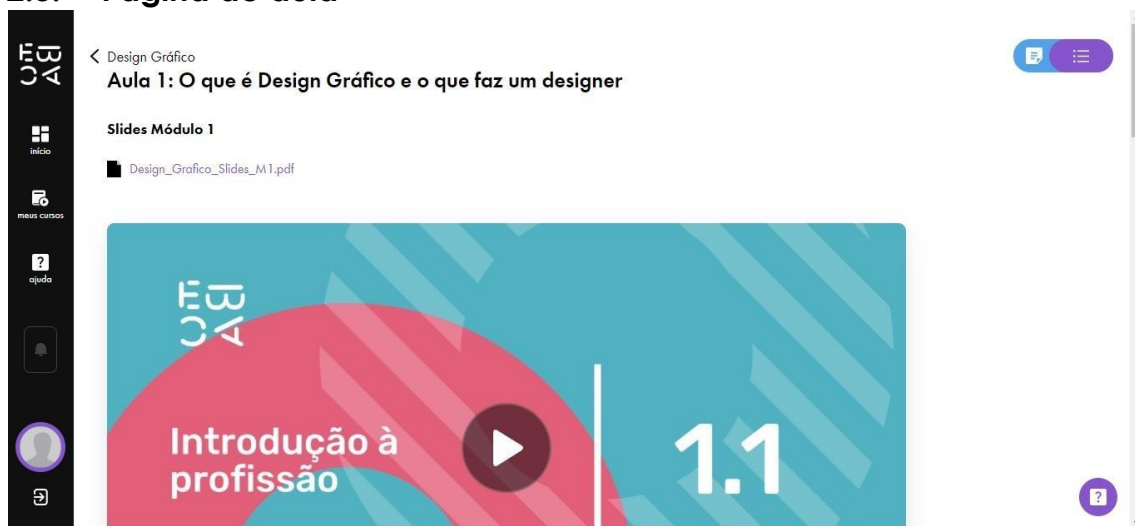 Página de aula
EBAC
Design Gráfico
Aula 1: O que é Design Gráfico e o que faz um designer
Slides Módulo 1
Design_Grafico_Slides_M1.pdf
início
meus cursos
ajuda
EBAC
Introdução à
profissão
1.1